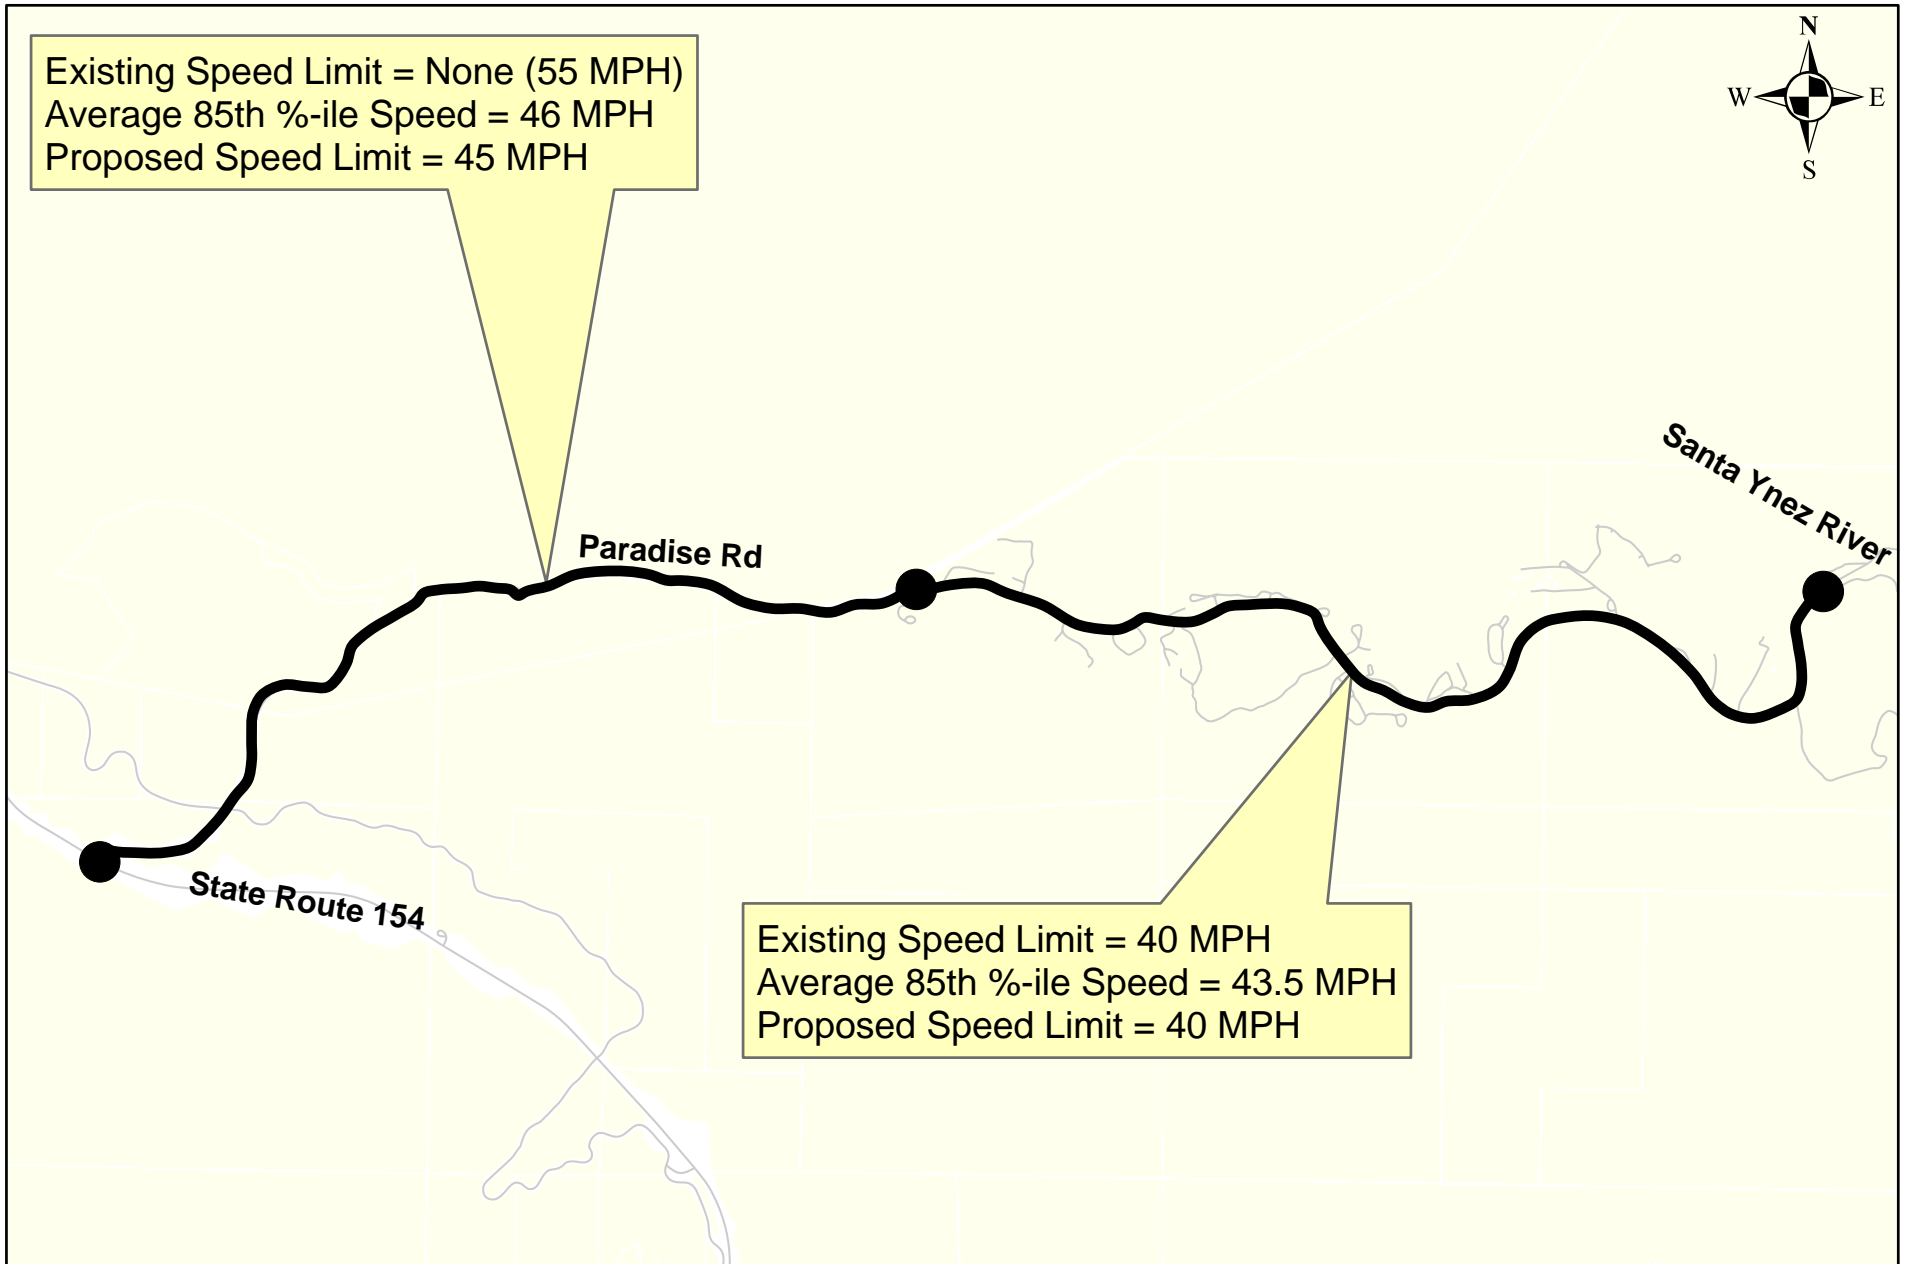 Existing Speed Limit = None (55 MPH)
Average 85th %-ile Speed = 46 MPH
Proposed Speed Limit = 45 MPH
N
W
E
S
Santa Ynez River
Paradise Rd
State Route 154
Existing Speed Limit = 40 MPH
Average 85th %-ile Speed = 43.5 MPH
Proposed Speed Limit = 40 MPH